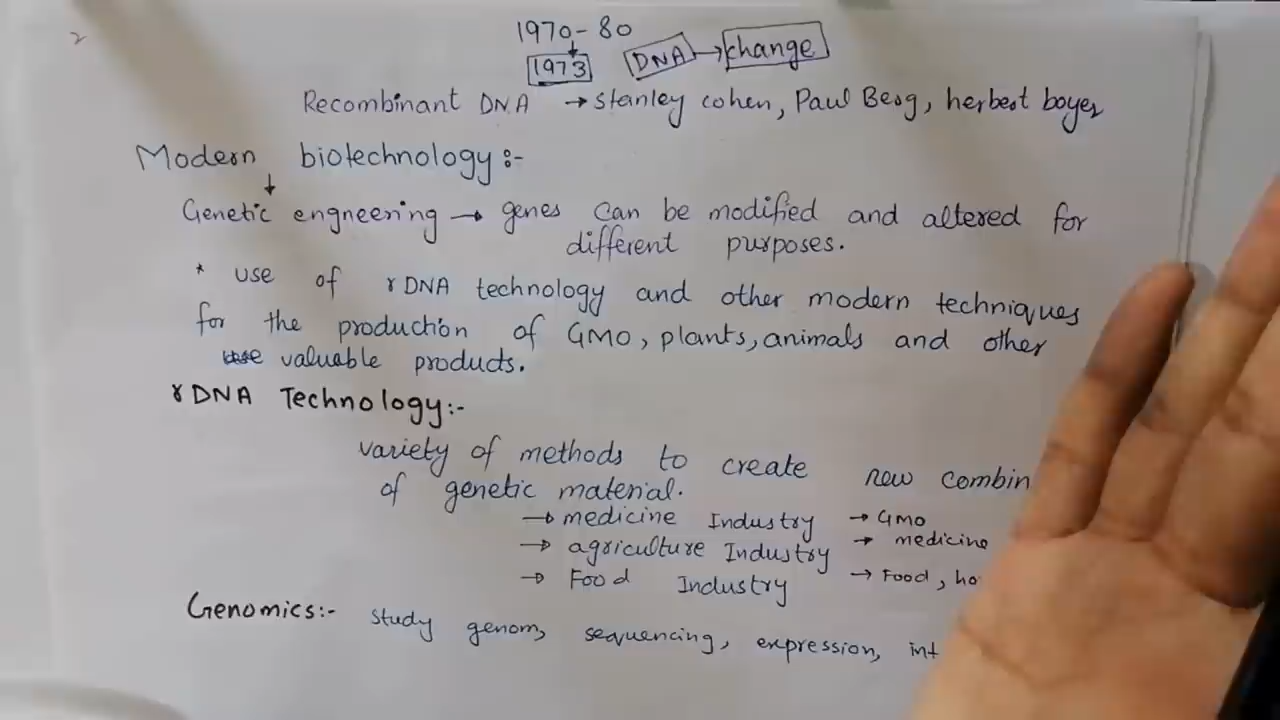 1970-80
1973 DNA → change
Recombinant DNA → Stanley cohen, Paul Berg, herbert boyer
Modern biotechnology:-
↓
Genetic engneering → genes can be modified and altered for
different purposes.
* use of rDNA technology and other modern techniques
for the production of GMO, plants, animals and other
valuable products.
rDNA Technology:-
variety of methods to create new combin
of genetic material.
→ medicine Industry → GMO
→ agriculture Industry → medicine
→ Food Industry → Food, ho
Genomics:- study genom, sequencing, expression, int